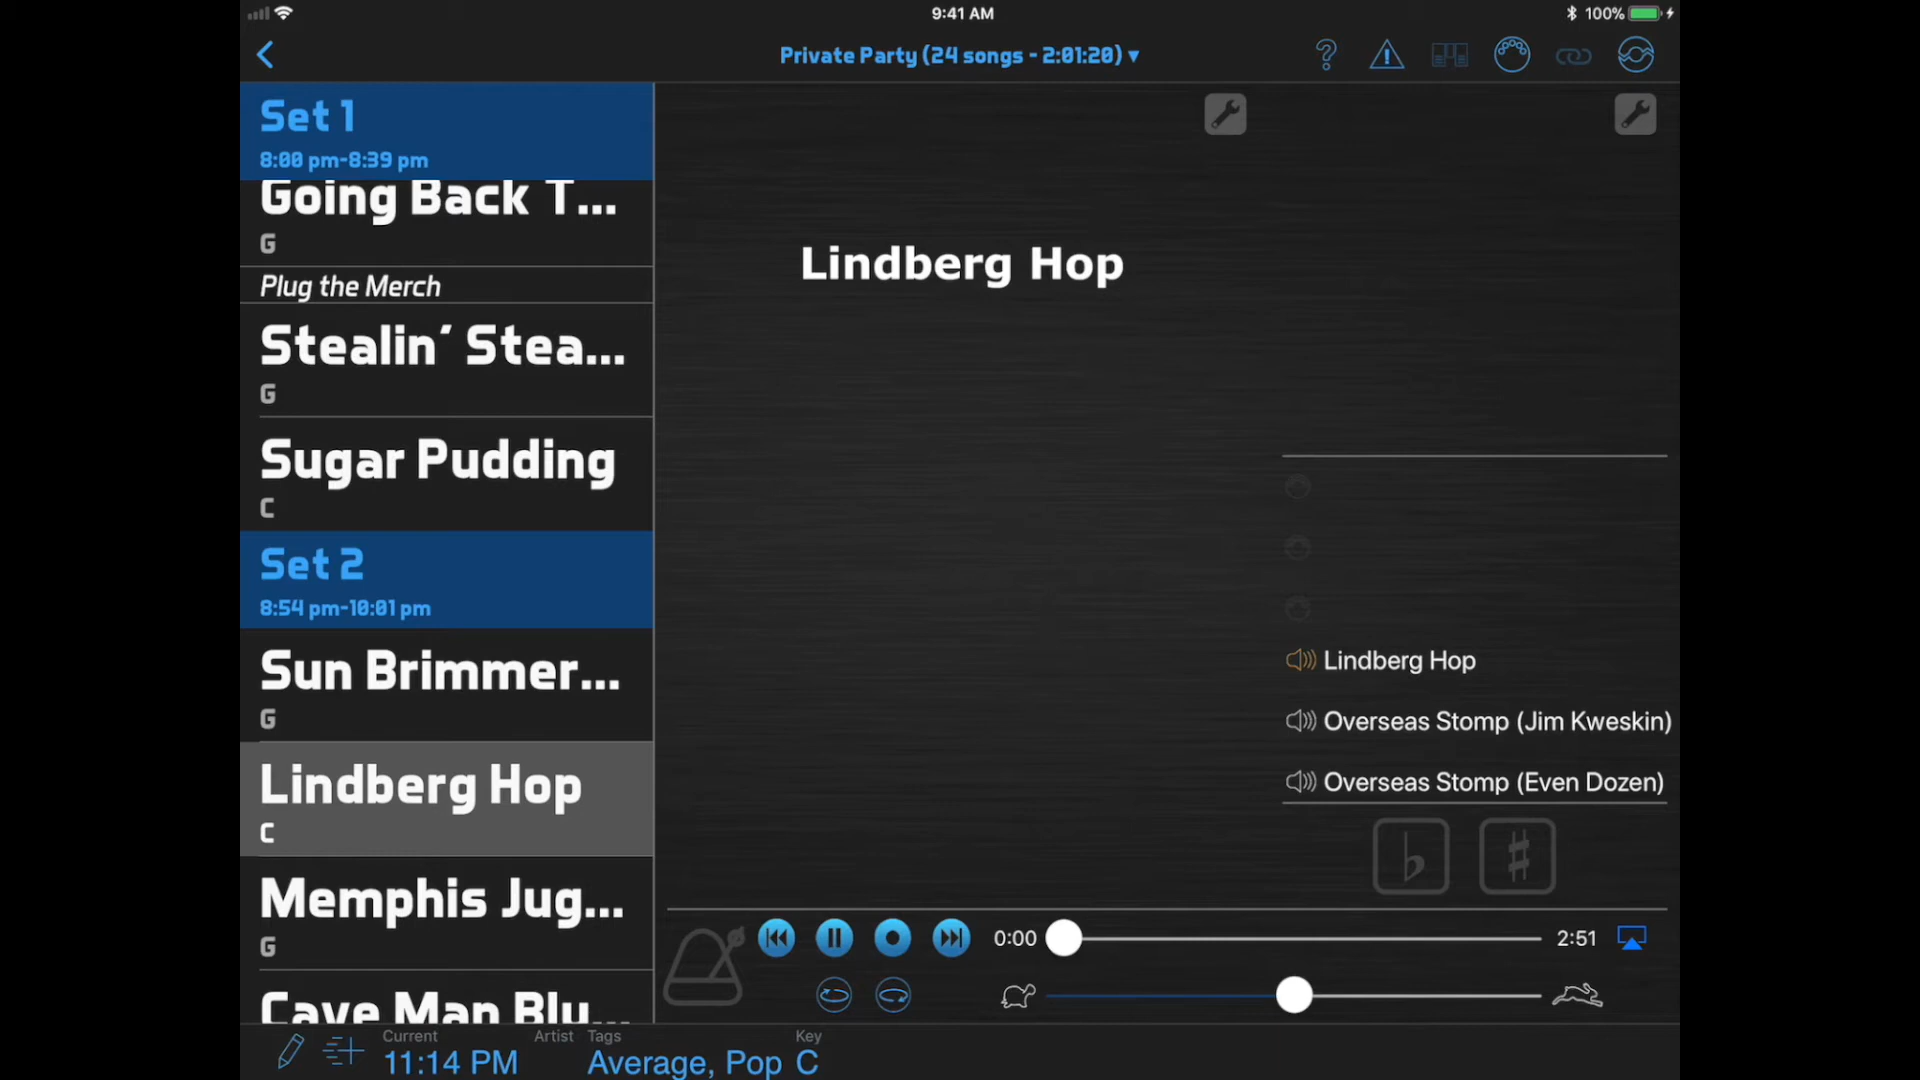 9:41 AM
100%
Private Party (24 songs - 2:01:20) ▾
Set 1
8:00 pm-8:39 pm
Going Back T...
G
Plug the Merch
Stealin' Stea...
G
Sugar Pudding
C
Set 2
8:54 pm-10:01 pm
Sun Brimmer...
G
Lindberg Hop
C
Memphis Jug...
G
Cave Man Blu...
Lindberg Hop
Lindberg Hop
Overseas Stomp (Jim Kweskin)
Overseas Stomp (Even Dozen)
♭ ♯
0:00
2:51
Current Artist Tags Key
11:14 PM Average, Pop C